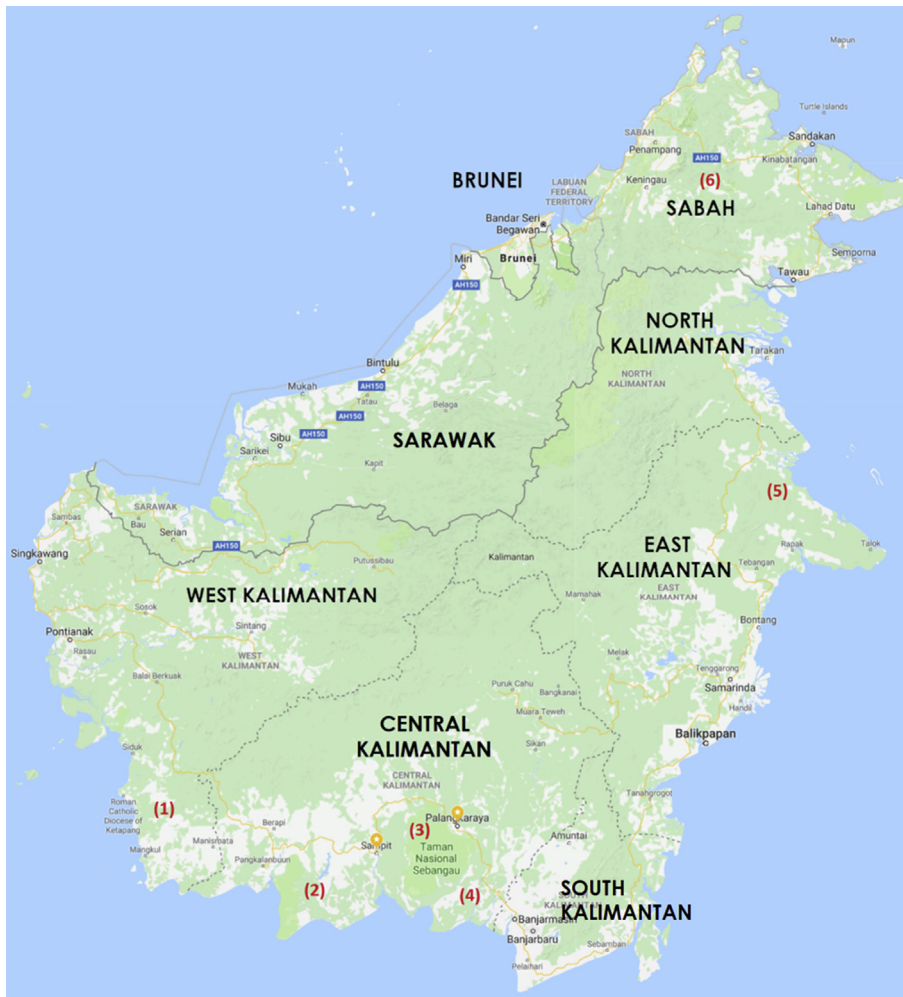 Mapun
Turtle Islands
SABAH
Sandakan
Penampang
AH150
Kinabatangan
BRUNEI
LABUAN
FEDERAL
TERRITORY
Keningau
(6)
SABAH
Lahad Datu
Bandar Seri
Begawan
Brunei
Miri
Semporna
Tawau
AH150
NORTH
KALIMANTAN
Tarakan
NORTH
KALIMANTAN
Bintulu
Mukah
AH150
Tatau
Belaga
AH150
AH150
Sibu
Sarikei
SARAWAK
Kapit
(5)
SARAWAK
Sambas
Bau
Serian
AH150
Singkawang
Kalimantan
Putussibau
EAST
KALIMANTAN
Rapak
Talok
Tebangan
EAST
KALIMANTAN
WEST KALIMANTAN
Mamahak
Sosok
Sintang
Bontang
Pontianak
Rasau
WEST
KALIMANTAN
Melak
Tenggarong
Samarinda
Balai Berkuak
Puruk Cahu
Bangkanai
Handil
Muara Teweh
CENTRAL
KALIMANTAN
Balikpapan
Siduk
Sikan
CENTRAL
KALIMANTAN
Tanahgrogot
Roman
Catholic
Diocese of
Ketapang
(1)
Berapi
(3)
Palangkaraya
Amuntai
Manismata
Sampit
Mangkul
Pangkalanbuun
Taman
Nasional
Sebangau
(2)
(4)
SOUTH
KALIMANTAN
SOUTH
KALIMANTAN
Banjarmasin
Banjarbaru
Sebamban
Pelaihari